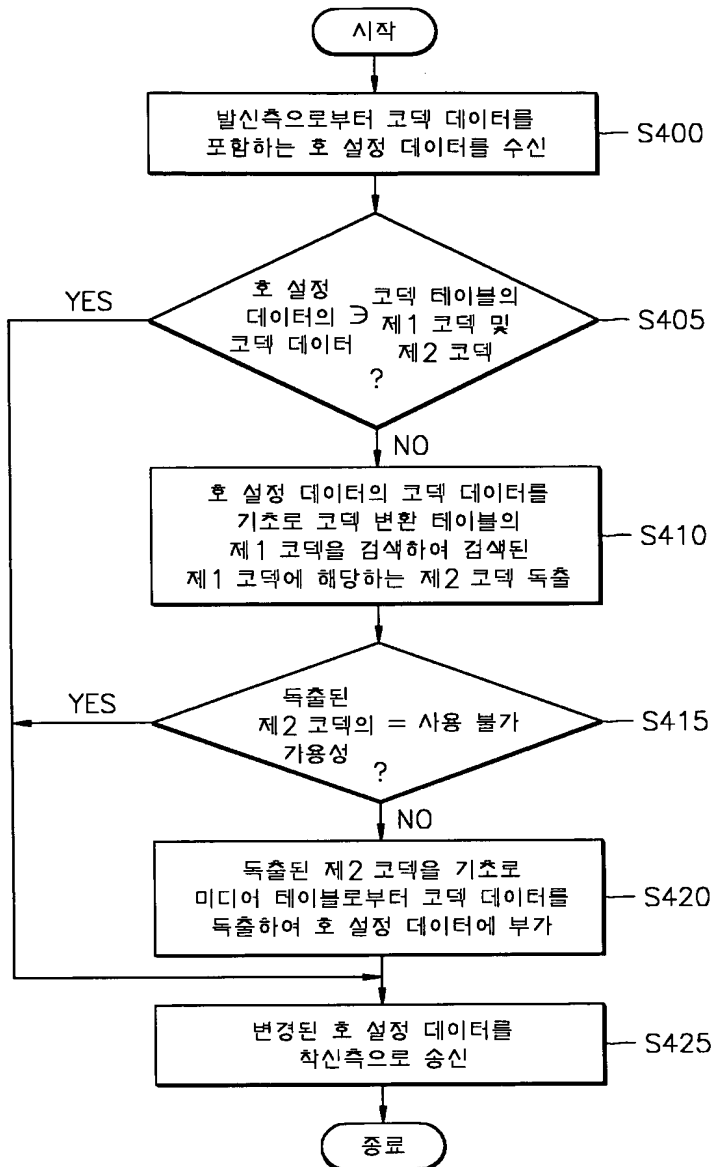 시작
발신측으로부터 코덱 데이터를
포함하는 호 설정 데이터를 수신
S400
호 설정
데이터의
코덱 데이터
∋
코덱 테이블의
제1 코덱 및
제2 코덱
?
S405
YES
NO
호 설정 데이터의 코덱 데이터를
기초로 코덱 변환 테이블의
제1 코덱을 검색하여 검색된
제1 코덱에 해당하는 제2 코덱 독출
S410
독출된
제2 코덱의 = 사용 불가
가용성
?
S415
YES
NO
독출된 제2 코덱을 기초로
미디어 테이블로부터 코덱 데이터를
독출하여 호 설정 데이터에 부가
S420
변경된 호 설정 데이터를
착신측으로 송신
S425
종료